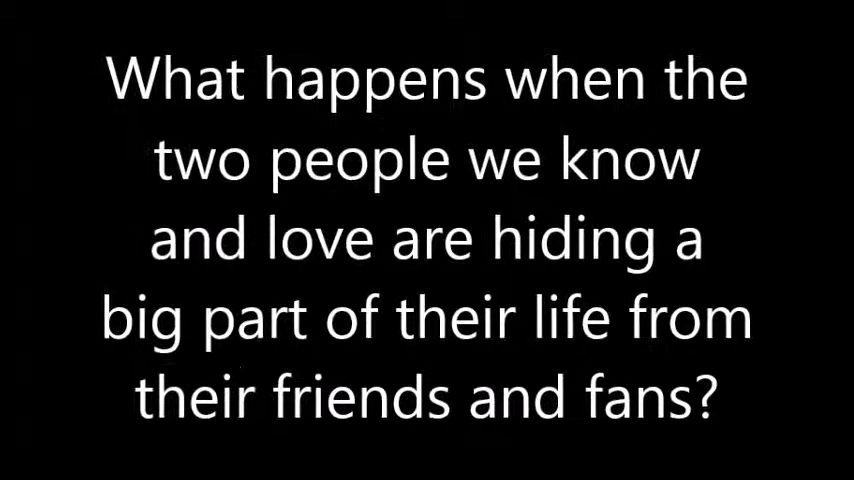 What happens when the
two people we know
and love are hiding a
big part of their life from
their friends and fans?